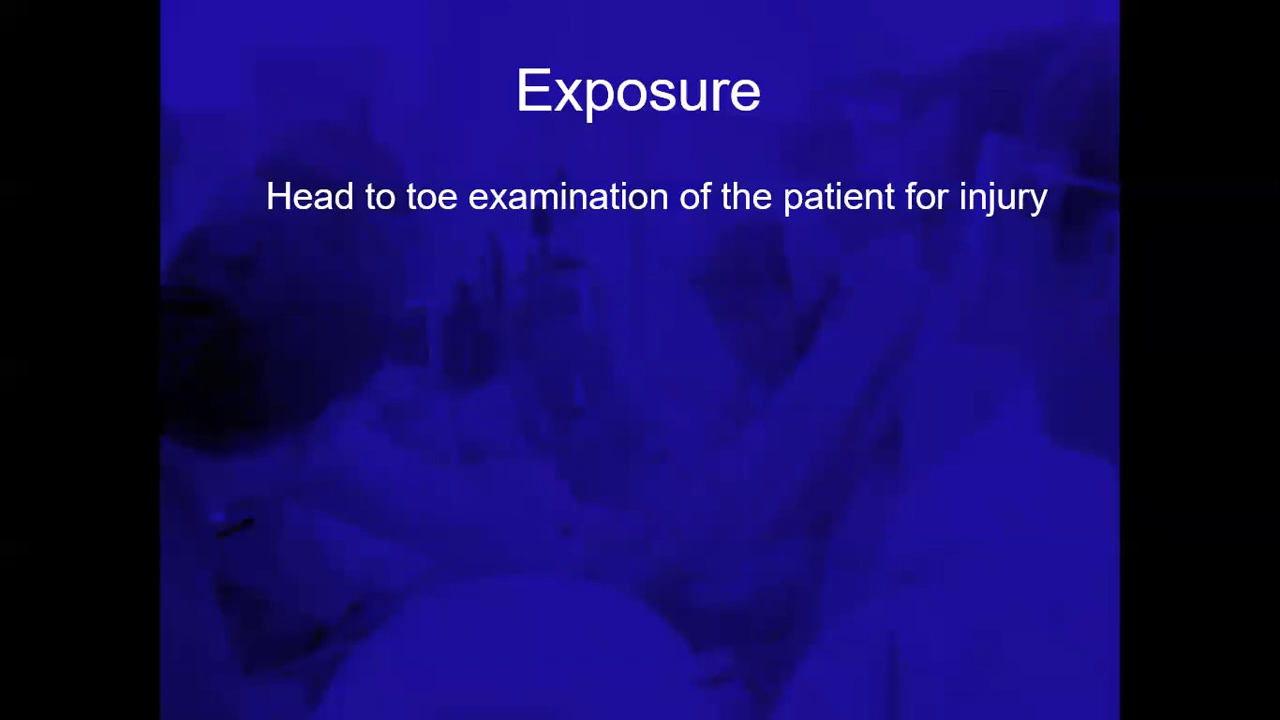 Exposure
Head to toe examination of the patient for injury